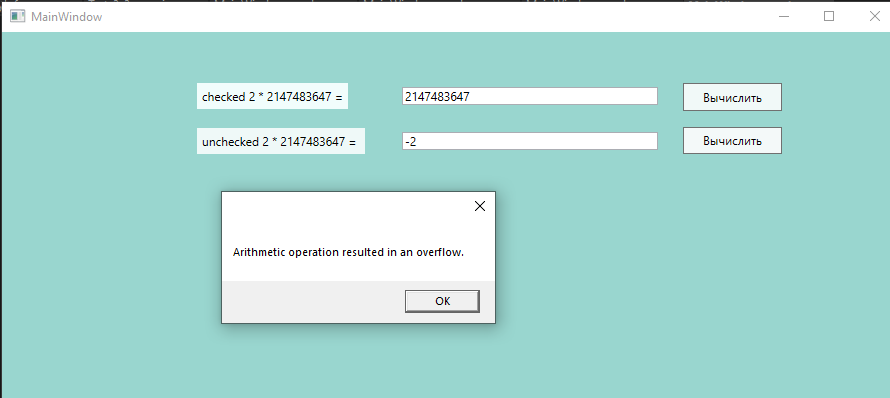 MainWindow
checked 2 * 2147483647 =
2147483647
Вычислить
unchecked 2 * 2147483647 =
-2
Вычислить
Arithmetic operation resulted in an overflow.
OK